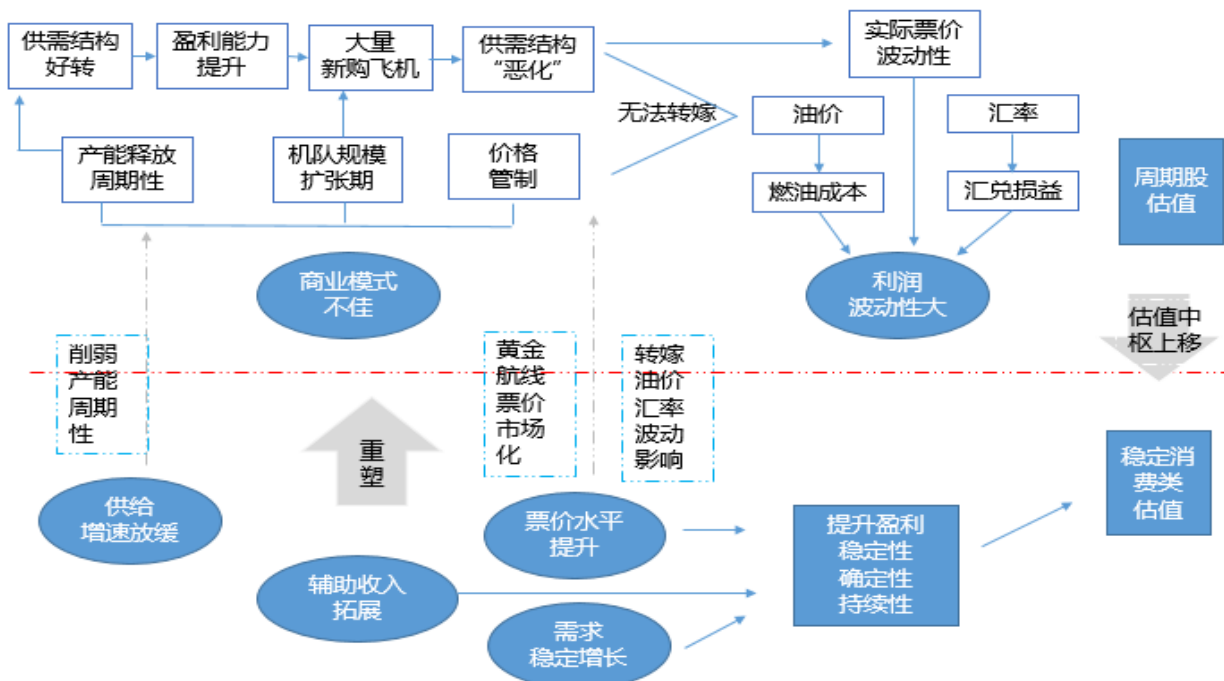 供需结构
好转
盈利能力
提升
大量
新购飞机
供需结构
“恶化”
实际票价
波动性
无法转嫁
油价
汇率
产能释放
周期性
机队规模
扩张期
价格
管制
燃油成本
汇兑损益
周期股
估值
商业模式
不佳
利润
波动性大
估值中
枢上移
削弱
产能
周期
性
黄金
航线
票价
市场
化
转嫁
油价
汇率
波动
影响
重
塑
稳定消
费类
估值
供给
增速放缓
票价水平
提升
提升盈利
稳定性
确定性
持续性
辅助收入
拓展
需求
稳定增长